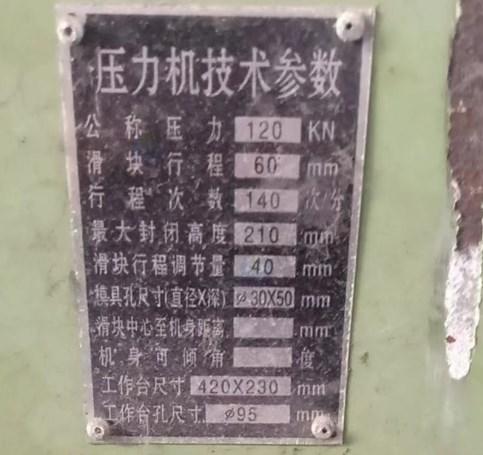 压力机技术参数
公称压力 120 KN
滑块行程 60 mm
行程次数 140 次/分
最大封闭高度 210 mm
滑块行程调节量 40 mm
模具孔尺寸(直径X深) ø30X50 mm
滑块中心至机身距离 mm
机身可倾角 度
工作台尺寸 420X230 mm
工作台孔尺寸 ø95 mm